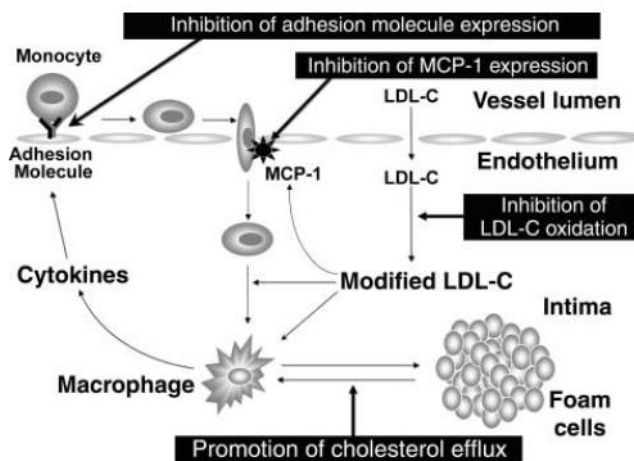 Inhibition of adhesion molecule expression
Monocyte
Inhibition of MCP-1 expression
LDL-C
Vessel lumen
Adhesion
Molecule
MCP-1
LDL-C
Endothelium
Inhibition of
LDL-C oxidation
Cytokines
Modified LDL-C
Intima
Macrophage
Foam
cells
Promotion of cholesterol efflux